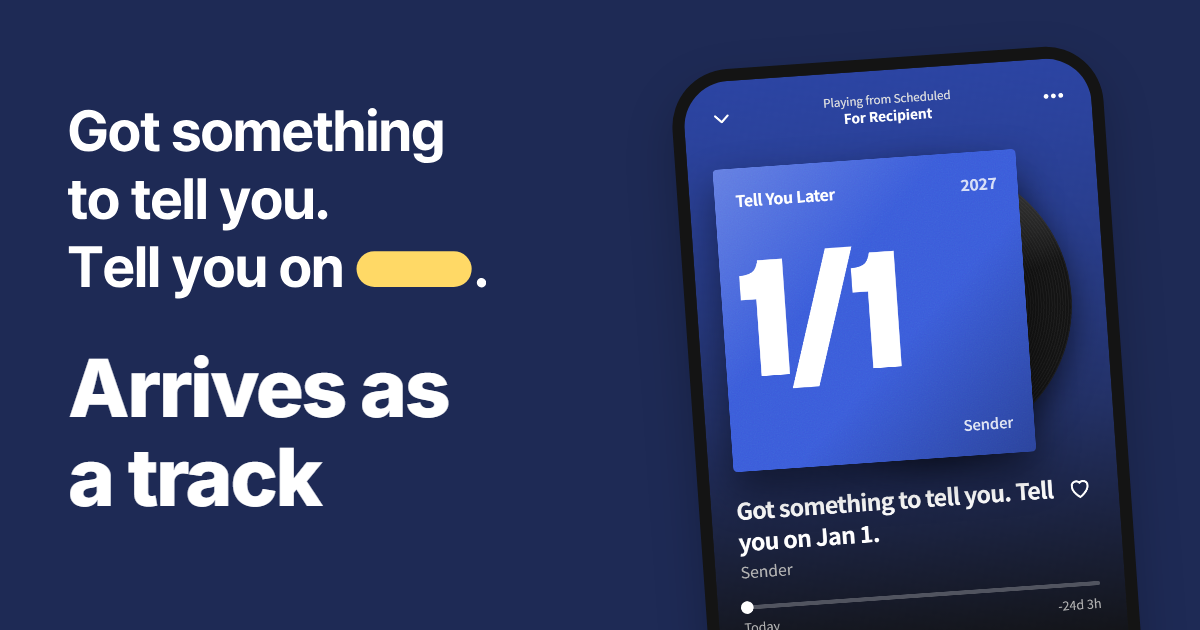 Got something
to tell you.
Tell you on .
Arrives as
a track
Playing from Scheduled
For Recipient
Tell You Later
2027
1/1
Sender
Got something to tell you. Tell
you on Jan 1.
Sender
Today
-24d 3h